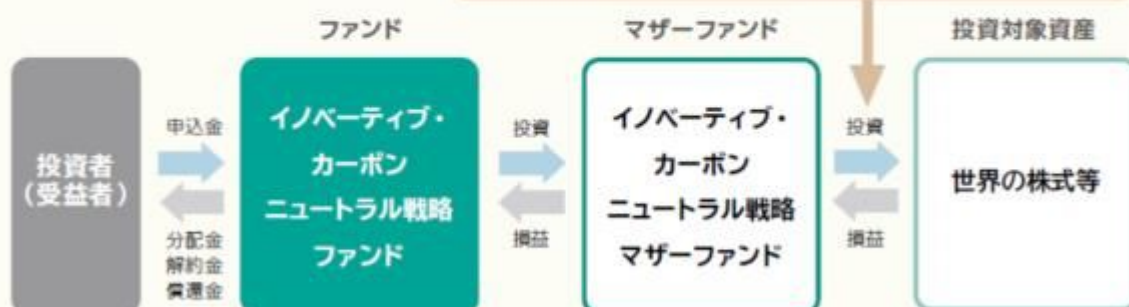 ファンド
マザーファンド
投資対象資産
投資者
（受益者）
申込金
分配金
解約金
償還金
イノベーティブ・
カーボン
ニュートラル戦略
ファンド
投資
損益
イノベーティブ・
カーボン
ニュートラル戦略
マザーファンド
投資
損益
世界の株式等